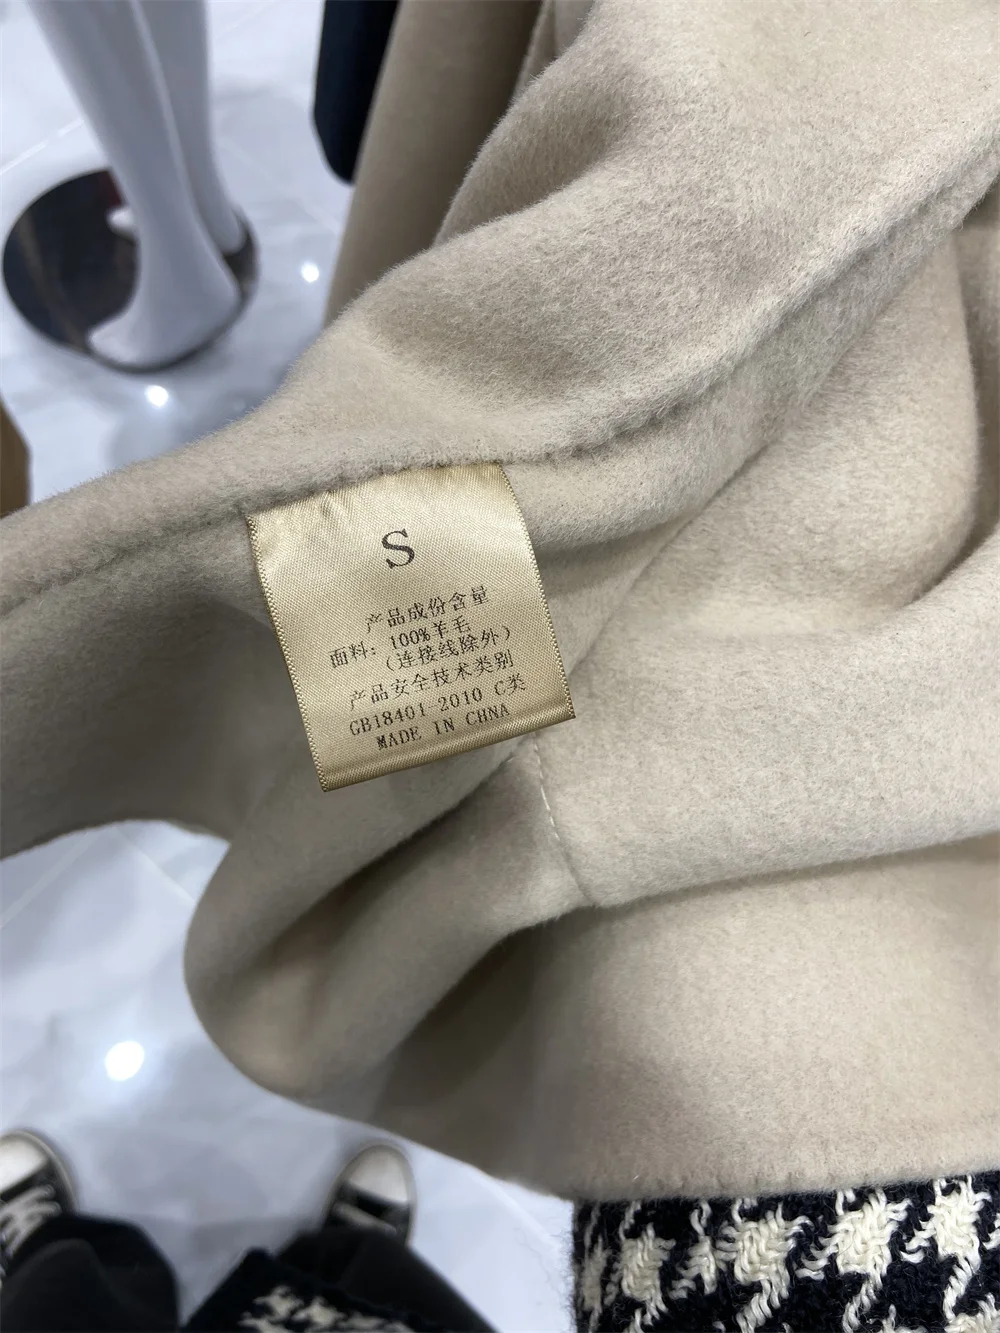 S
产品成份含量
面料：100%羊毛
（连接线除外）
产品安全技术类别
GB18401-2010 C类
MADE IN CHNA